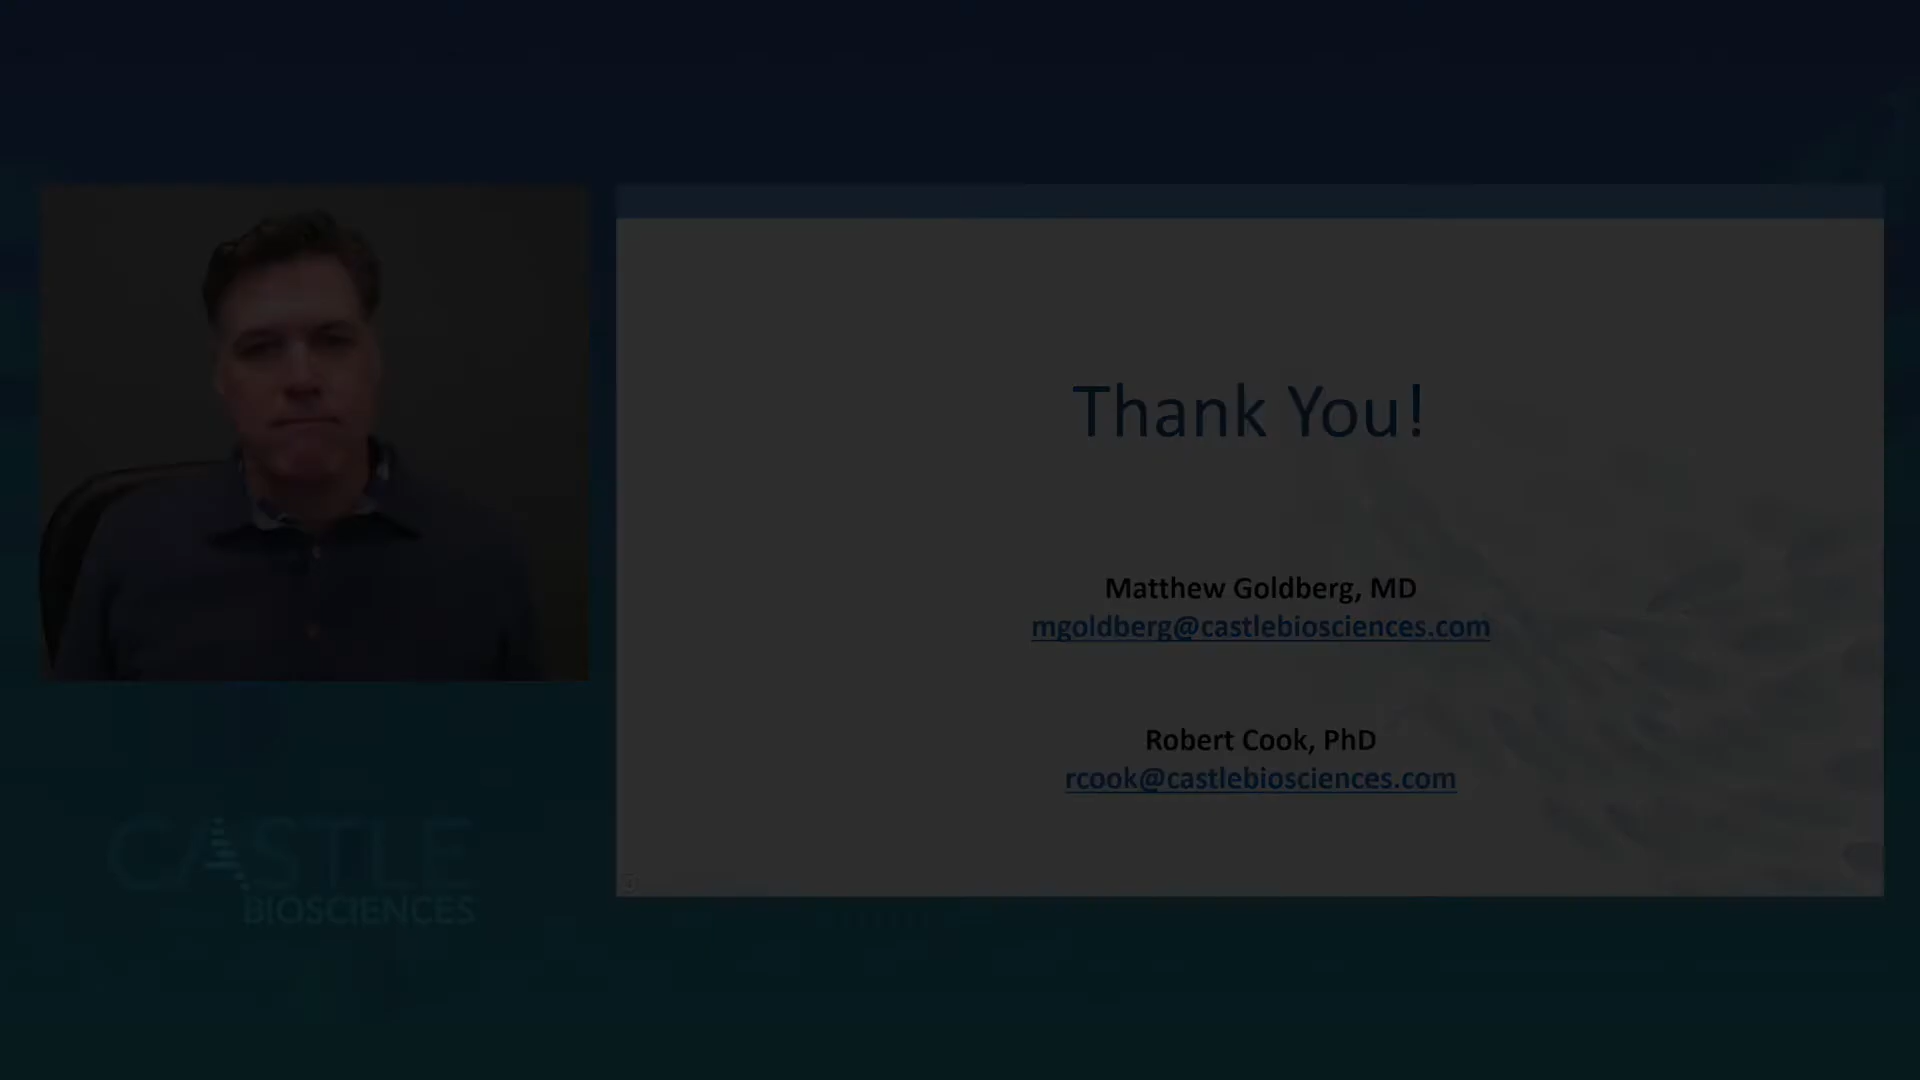 Thank You!
Matthew Goldberg, MD
mgoldberg@castlebiosciences.com
Robert Cook, PhD
rcook@castlebiosciences.com
CASTLE
BIOSCIENCES